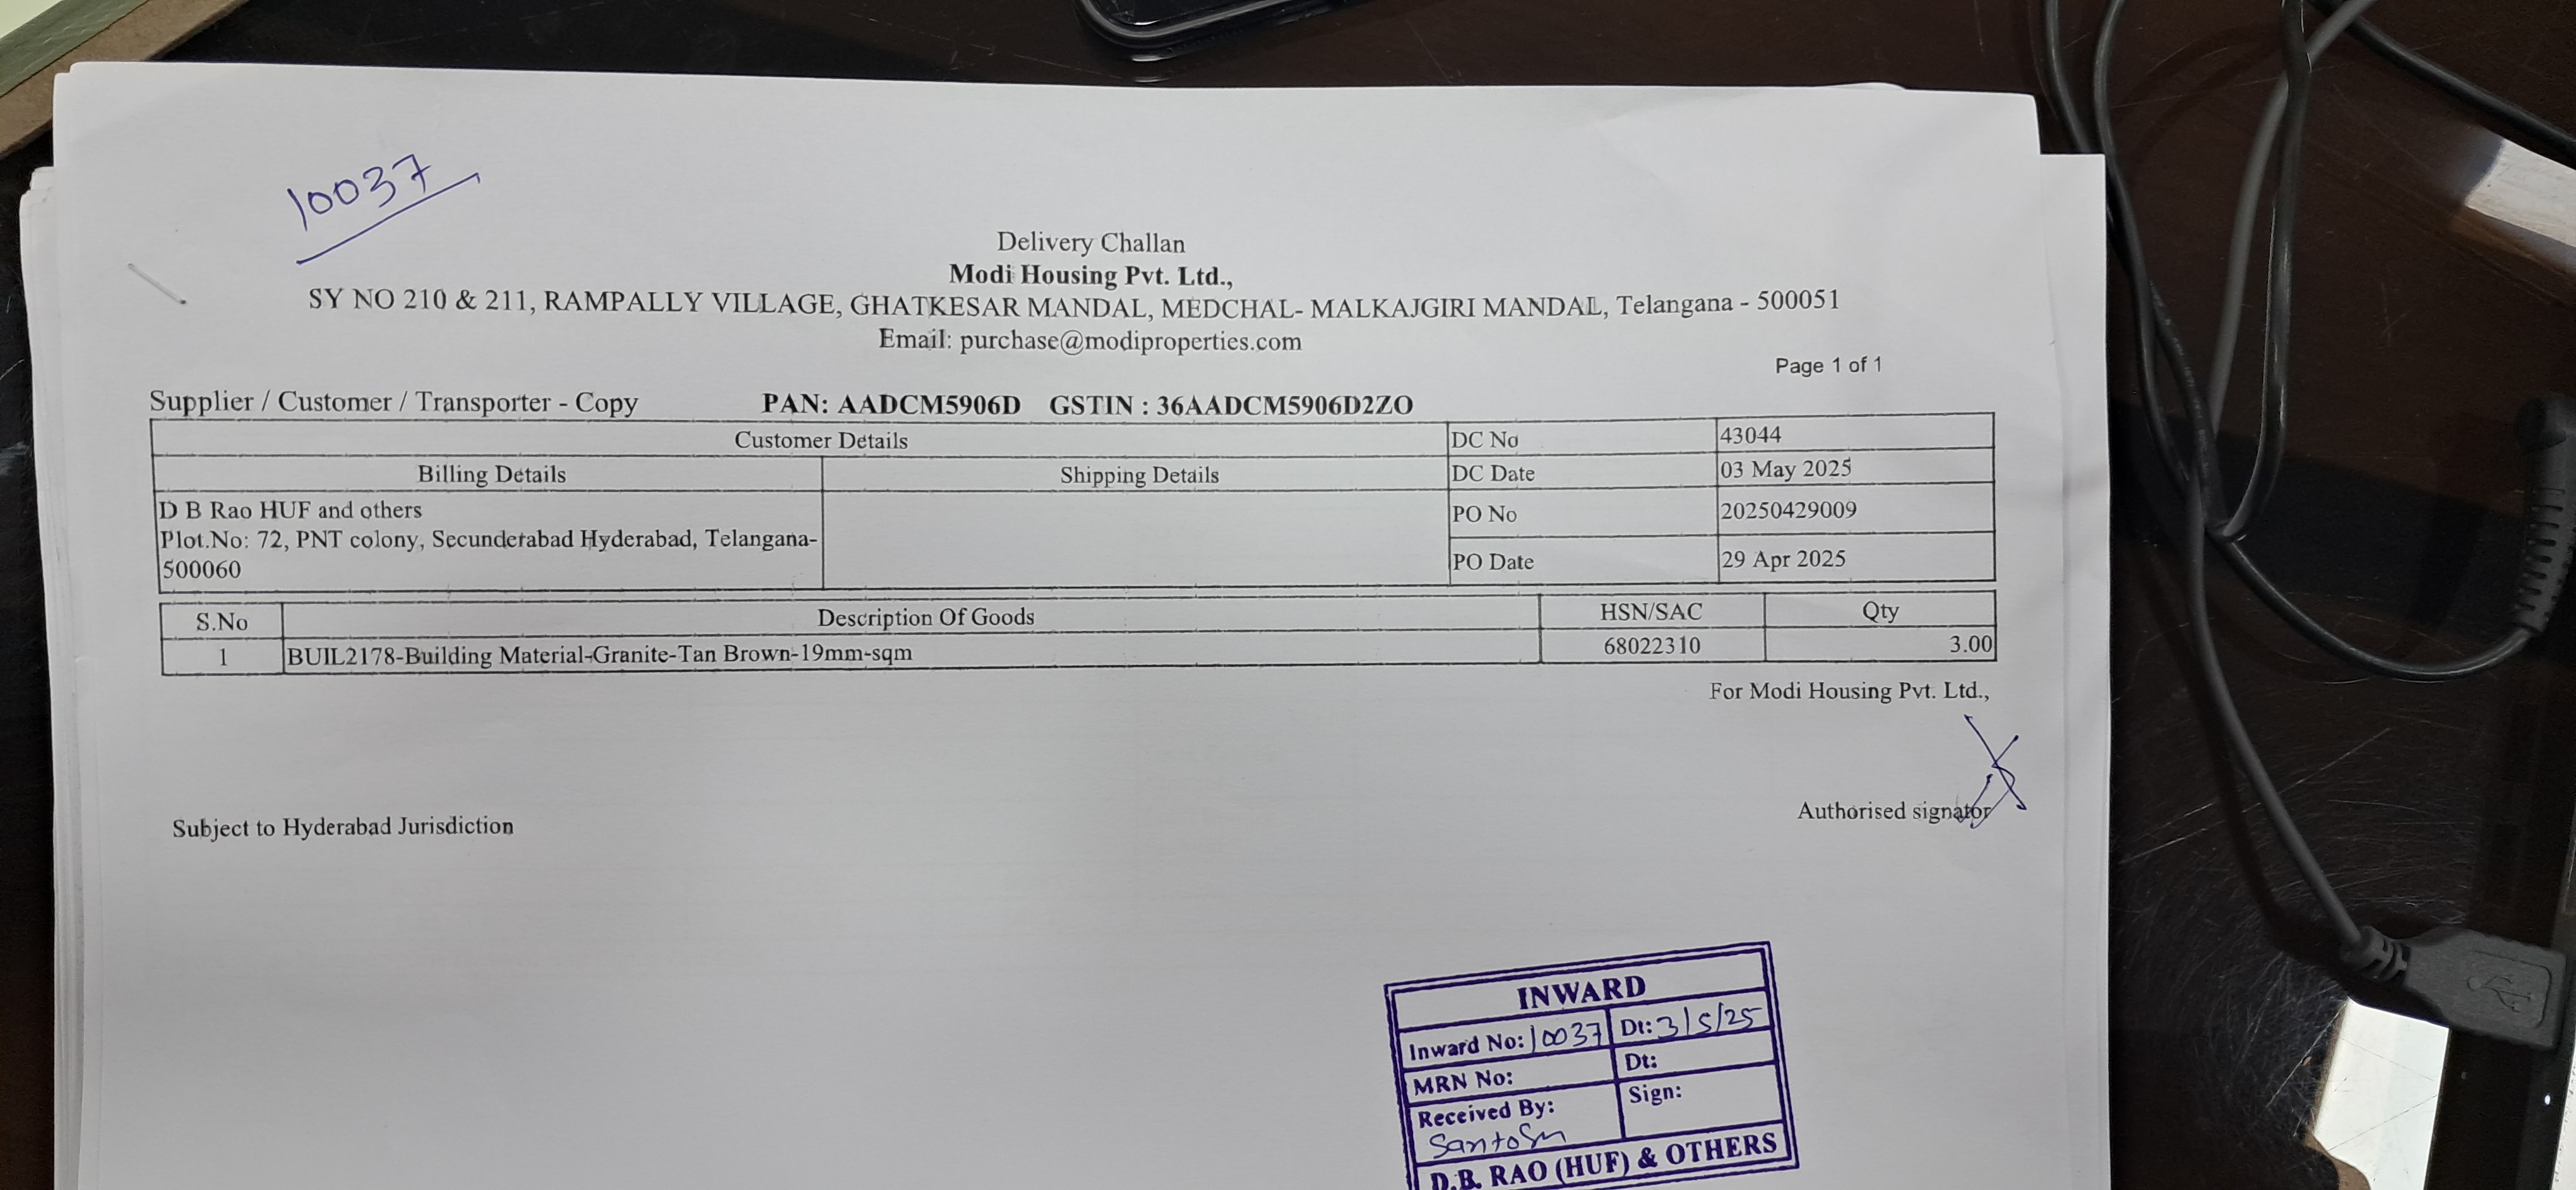 10037
Delivery Challan
Modi Housing Pvt. Ltd.,
SY NO 210 & 211, RAMPALLY VILLAGE, GHATKESAR MANDAL, MEDCHAL- MALKAJGIRI MANDAL, Telangana - 500051
Email: purchase@modiproperties.com
Page 1 of 1
Supplier / Customer / Transporter - Copy PAN: AADCM5906D GSTIN : 36AADCM5906D2ZO
Customer Details DC No 43044
Billing Details Shipping Details DC Date 03 May 2025
D B Rao HUF and others PO No 20250429009
Plot.No: 72, PNT colony, Secunderabad Hyderabad, Telangana-
500060 PO Date 29 Apr 2025
S.No Description Of Goods HSN/SAC Qty
1 BUIL2178-Building Material-Granite-Tan Brown-19mm-sqm 68022310 3.00
For Modi Housing Pvt. Ltd.,
Authorised signator
Subject to Hyderabad Jurisdiction
INWARD
Inward No: 10037 Dt: 3/5/25
MRN No: Dt:
Received By: Sign:
Santosh
D.B. RAO (HUF) & OTHERS